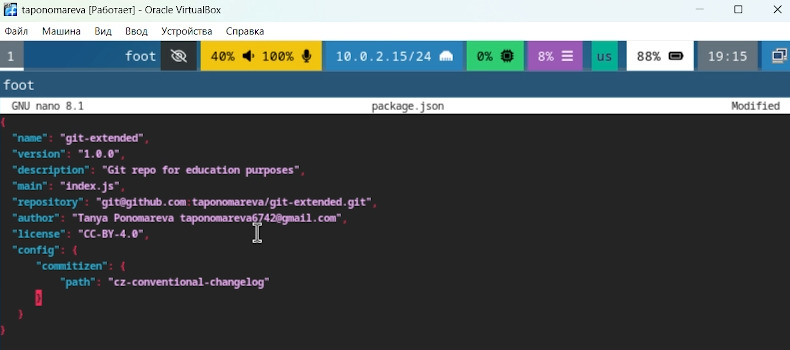 taponomareva [Работает] - Oracle VirtualBox
Файл Машина Вид Ввод Устройства Справка
1 foot 40% 100% 10.0.2.15/24 0% 8% us 88% 19:15
foot
GNU nano 8.1 package.json Modified
{
"name": "git-extended",
"version": "1.0.0",
"description": "Git repo for education purposes",
"main": "index.js",
"repository": "git@github.com:taponomareva/git-extended.git",
"author": "Tanya Ponomareva taponomareva6742@gmail.com",
"license": "CC-BY-4.0",
"config": {
"commitizen": {
"path": "cz-conventional-changelog"
}
}
}